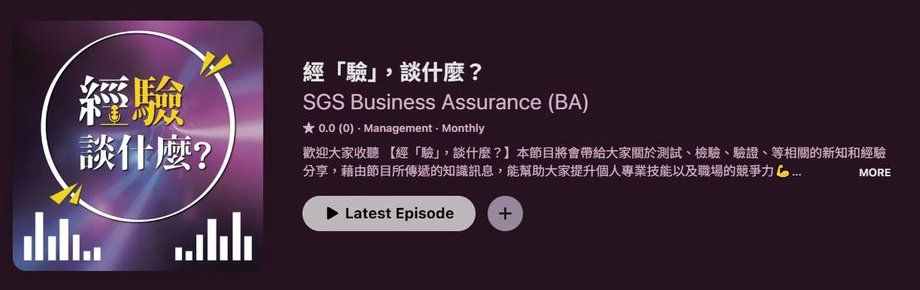 經驗
談什麼?
經「驗」，談什麼？
SGS Business Assurance (BA)
★ 0.0 (0) · Management · Monthly
歡迎大家收聽 【經「驗」，談什麼？】本節目將會帶給大家關於測試、檢驗、驗證、等相關的新知和經驗
分享，藉由節目所傳遞的知識訊息，能幫助大家提升個人專業技能以及職場的競爭力💪...
MORE
▶ Latest Episode
+